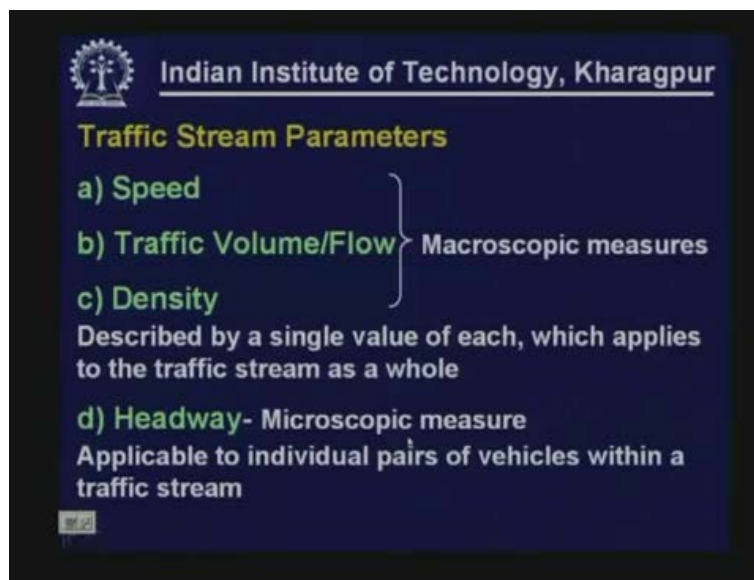 Indian Institute of Technology, Kharagpur
Traffic Stream Parameters
a) Speed
b) Traffic Volume/Flow
Macroscopic measures
c) Density
Described by a single value of each, which applies
to the traffic stream as a whole
d) Headway- Microscopic measure
Applicable to individual pairs of vehicles within a
traffic stream